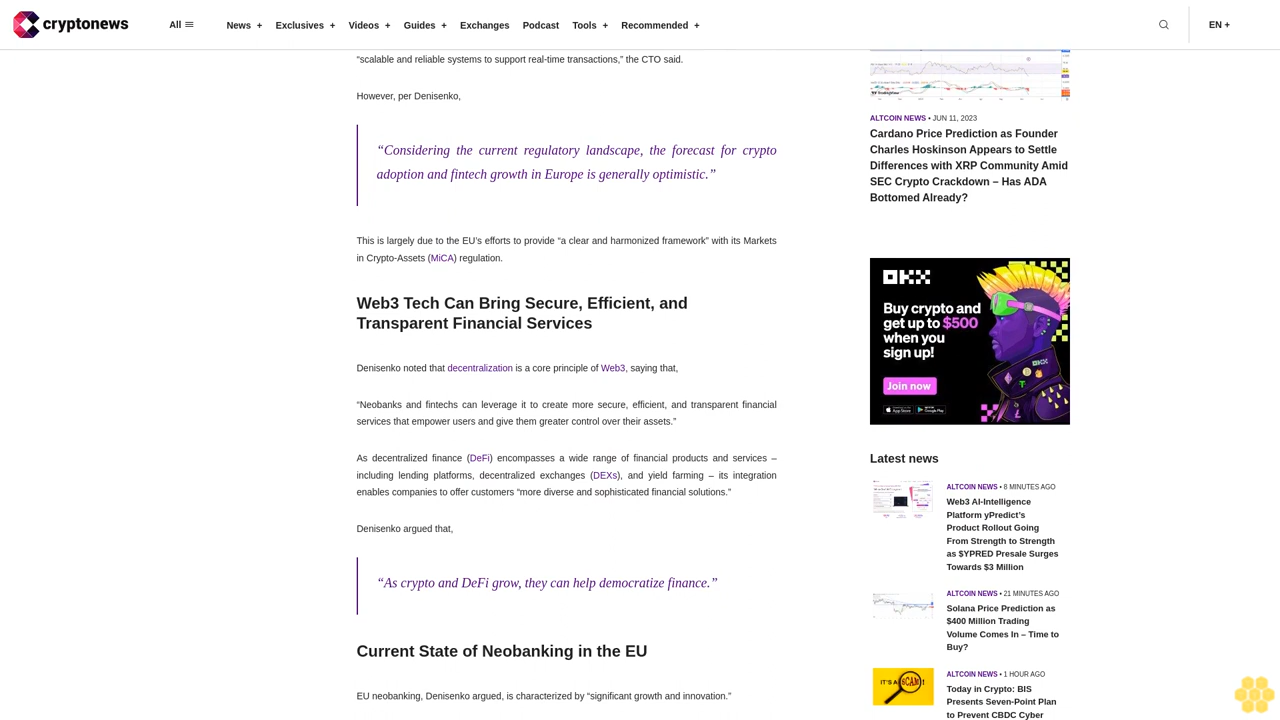 cryptonews
All
News +
Exclusives +
Videos +
Guides +
Exchanges
Podcast
Tools +
Recommended +
EN +
“scalable and reliable systems to support real-time transactions,” the CTO said.
However, per Denisenko,
“Considering the current regulatory landscape, the forecast for crypto
adoption and fintech growth in Europe is generally optimistic.”
This is largely due to the EU’s efforts to provide “a clear and harmonized framework” with its Markets
in Crypto-Assets (MiCA) regulation.
Web3 Tech Can Bring Secure, Efficient, and
Transparent Financial Services
Denisenko noted that decentralization is a core principle of Web3, saying that,
“Neobanks and fintechs can leverage it to create more secure, efficient, and transparent financial
services that empower users and give them greater control over their assets.”
As decentralized finance (DeFi) encompasses a wide range of financial products and services –
including lending platforms, decentralized exchanges (DEXs), and yield farming – its integration
enables companies to offer customers “more diverse and sophisticated financial solutions.”
Denisenko argued that,
“As crypto and DeFi grow, they can help democratize finance.”
Current State of Neobanking in the EU
EU neobanking, Denisenko argued, is characterized by “significant growth and innovation.”
ALTCOIN NEWS • JUN 11, 2023
Cardano Price Prediction as Founder
Charles Hoskinson Appears to Settle
Differences with XRP Community Amid
SEC Crypto Crackdown – Has ADA
Bottomed Already?
OKX
Buy crypto and
get up to $500
when you
sign up!
Join now
App Store
Google Play
Latest news
ALTCOIN NEWS • 8 MINUTES AGO
Web3 AI-Intelligence
Platform yPredict’s
Product Rollout Going
From Strength to Strength
as $YPRED Presale Surges
Towards $3 Million
ALTCOIN NEWS • 21 MINUTES AGO
Solana Price Prediction as
$400 Million Trading
Volume Comes In – Time to
Buy?
IT'S A SCAM!
ALTCOIN NEWS • 1 HOUR AGO
Today in Crypto: BIS
Presents Seven-Point Plan
to Prevent CBDC Cyber